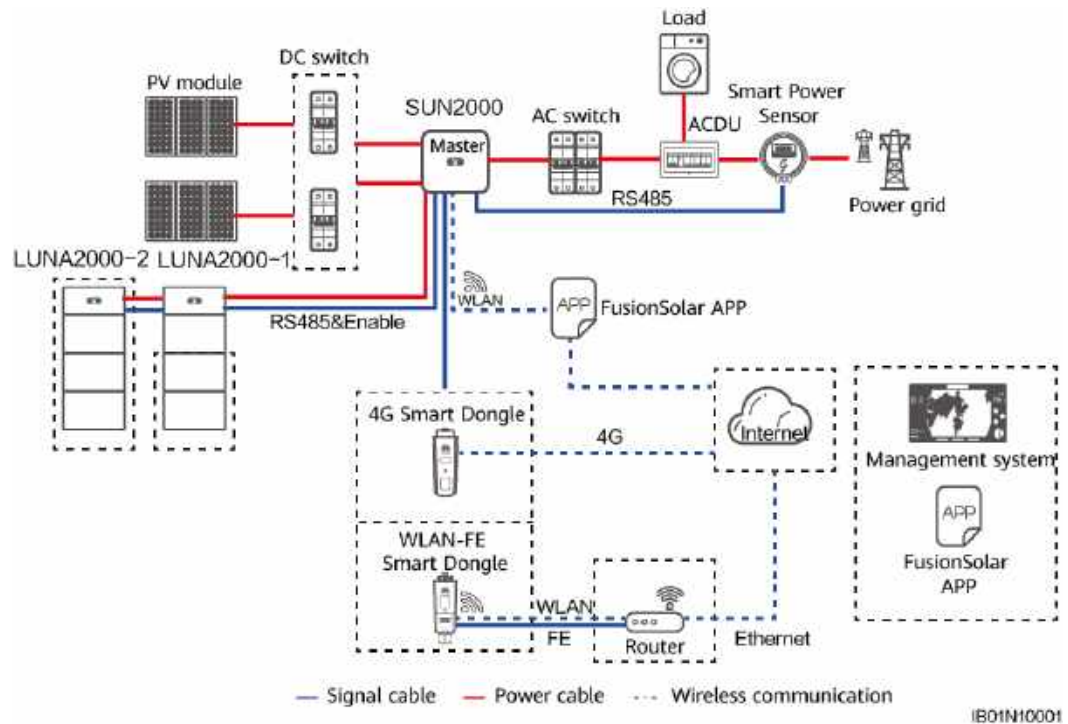 Load
DC switch
PV module
SUN2000
Smart Power
Sensor
AC switch
ACDU
Master
RS485
Power grid
LUNA2000-2
LUNA2000-1
WLAN
APP
FusionSolar APP
RS485&Enable
4G Smart Dongle
4G
Internet
Management system
APP
WLAN-FE
Smart Dongle
FusionSolar
APP
WLAN
FE
Router
Ethernet
Signal cable
Power cable
Wireless communication
IB01N10001